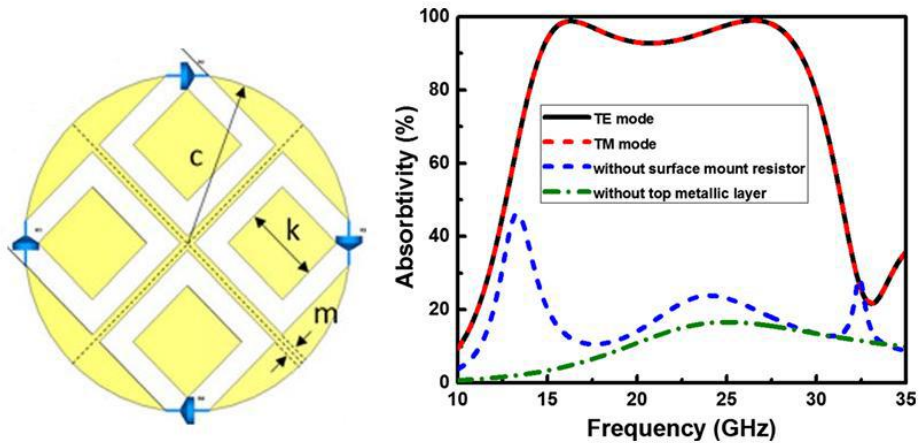 c
k
m
Absorbtivity (%)
100
80
60
40
20
0
TE mode
TM mode
without surface mount resistor
without top metallic layer
10
15
20
25
30
35
Frequency (GHz)